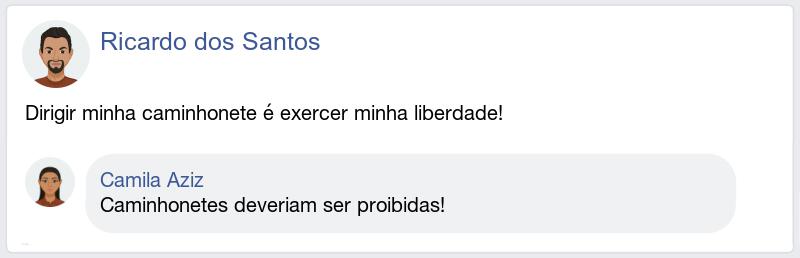 Ricardo dos Santos
Dirigir minha caminhonete é exercer minha liberdade!
Camila Aziz
Caminhonetes deveriam ser proibidas!